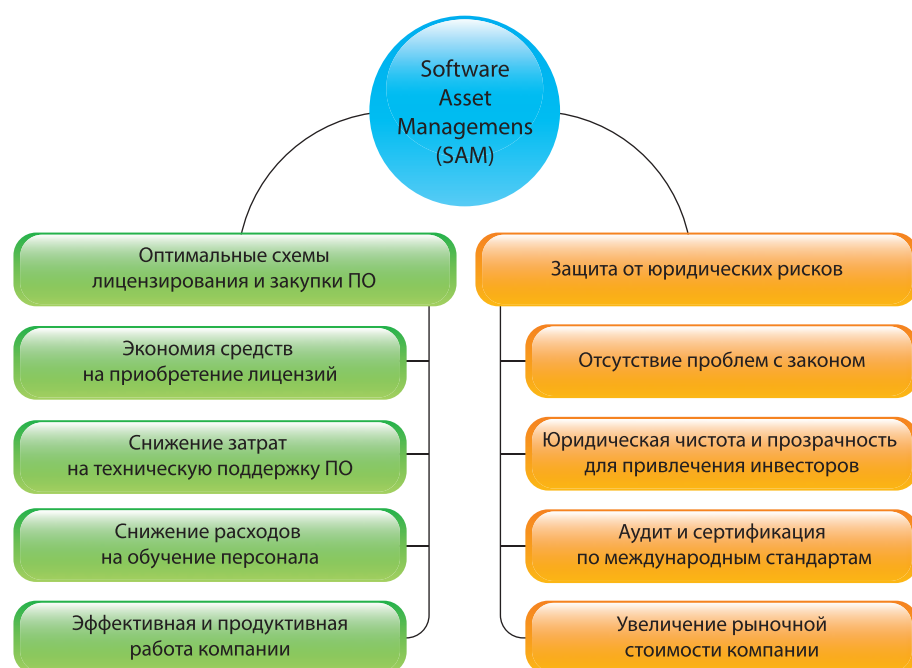 Software
Asset
Managemens
(SAM)
Оптимальные схемы
лицензирования и закупки ПО
Экономия средств
на приобретение лицензий
Снижение затрат
на техническую поддержку ПО
Снижение расходов
на обучение персонала
Эффективная и продуктивная
работа компании
Защита от юридических рисков
Отсутствие проблем с законом
Юридическая чистота и прозрачность
для привлечения инвесторов
Аудит и сертификация
по международным стандартам
Увеличение рыночной
стоимости компании